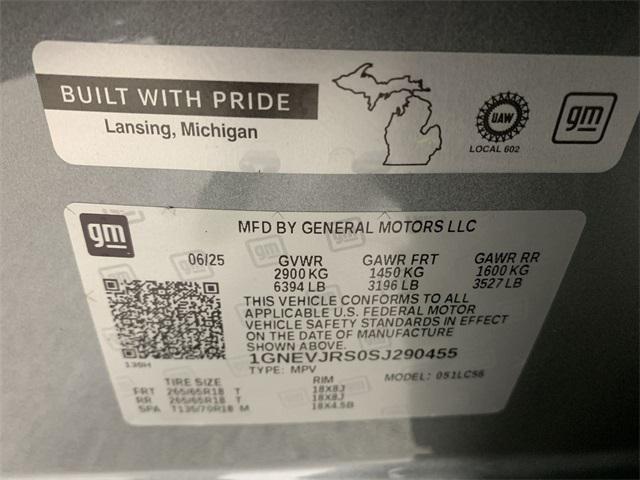 BUILT WITH PRIDE
Lansing, Michigan
UAW
LOCAL 602
gm
gm
MFD BY GENERAL MOTORS LLC
06/25 GVWR GAWR FRT GAWR RR
2900 KG 1450 KG 1600 KG
6394 LB 3196 LB 3527 LB
THIS VEHICLE CONFORMS TO ALL
APPLICABLE U.S. FEDERAL MOTOR
VEHICLE SAFETY STANDARDS IN EFFECT
ON THE DATE OF MANUFACTURE
SHOWN ABOVE.
1GNEVJRS0SJ290455
TYPE: MPV MODEL: 0S1LC56
TIRE SIZE RIM
FRT 265/65R18 T 18X8J
RR 265/65R18 T 18X8J
SPA T135/70R18 M 18X4.5B